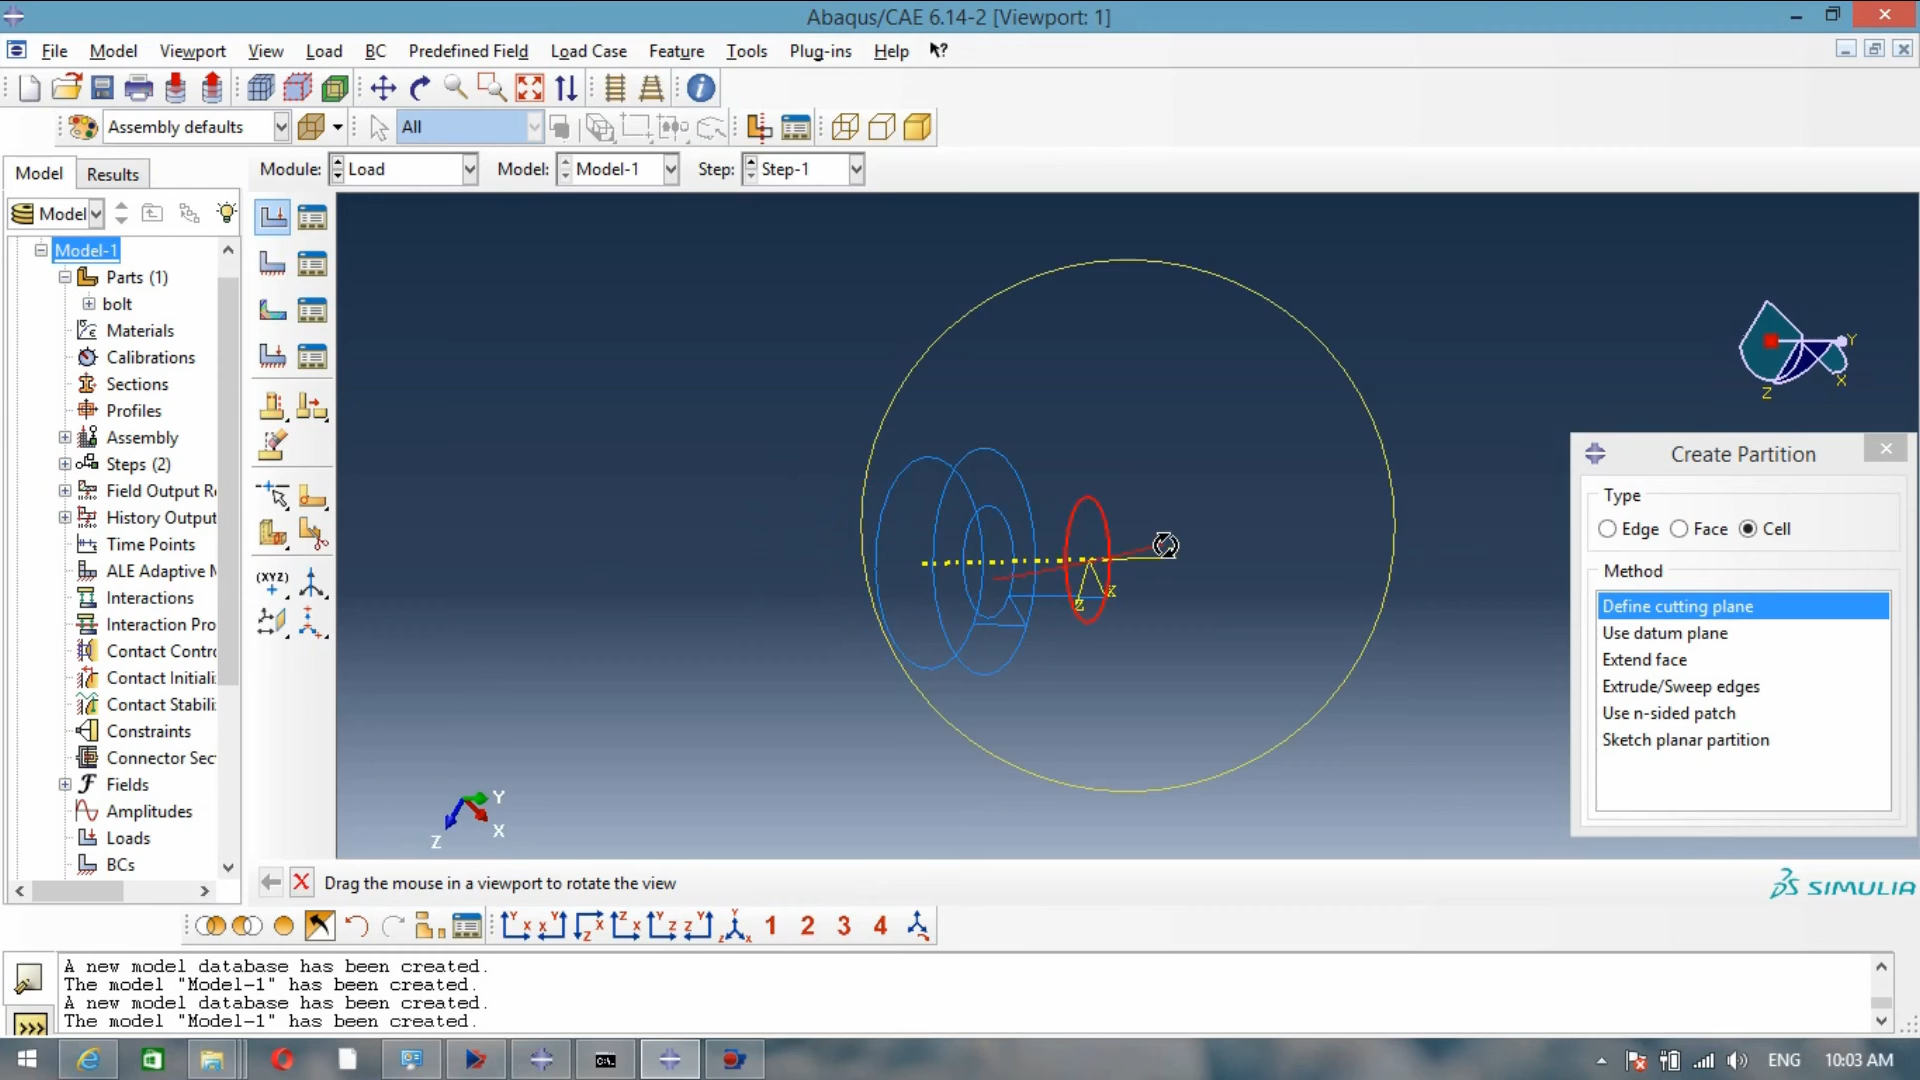 Abaqus/CAE 6.14-2 [Viewport: 1]
File Model Viewport View Load BC Predefined Field Load Case Feature Tools Plug-ins Help
Assembly defaults All
Model Results Module: Load Model: Model-1 Step: Step-1
Model
Model-1
Parts (1)
bolt
Materials
Calibrations
Sections
Profiles
Assembly
Steps (2)
Field Output R
History Output
Time Points
ALE Adaptive M
Interactions
Interaction Pro
Contact Contr
Contact Initiali
Contact Stabili
Constraints
Connector Sec
Fields
Amplitudes
Loads
BCs
(XYZ)
Y
X
Z
X
Z
Y
X
Z
Create Partition
Type
Edge Face Cell
Method
Define cutting plane
Use datum plane
Extend face
Extrude/Sweep edges
Use n-sided patch
Sketch planar partition
Drag the mouse in a viewport to rotate the view
SIMULIA
1 2 3 4
A new model database has been created.
The model "Model-1" has been created.
A new model database has been created.
The model "Model-1" has been created.
>>>
ENG 10:03 AM